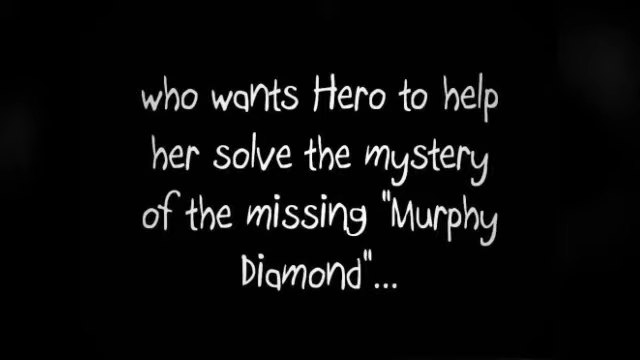 who wants Hero to help
her solve the mystery
of the missing "Murphy
Diamond"...